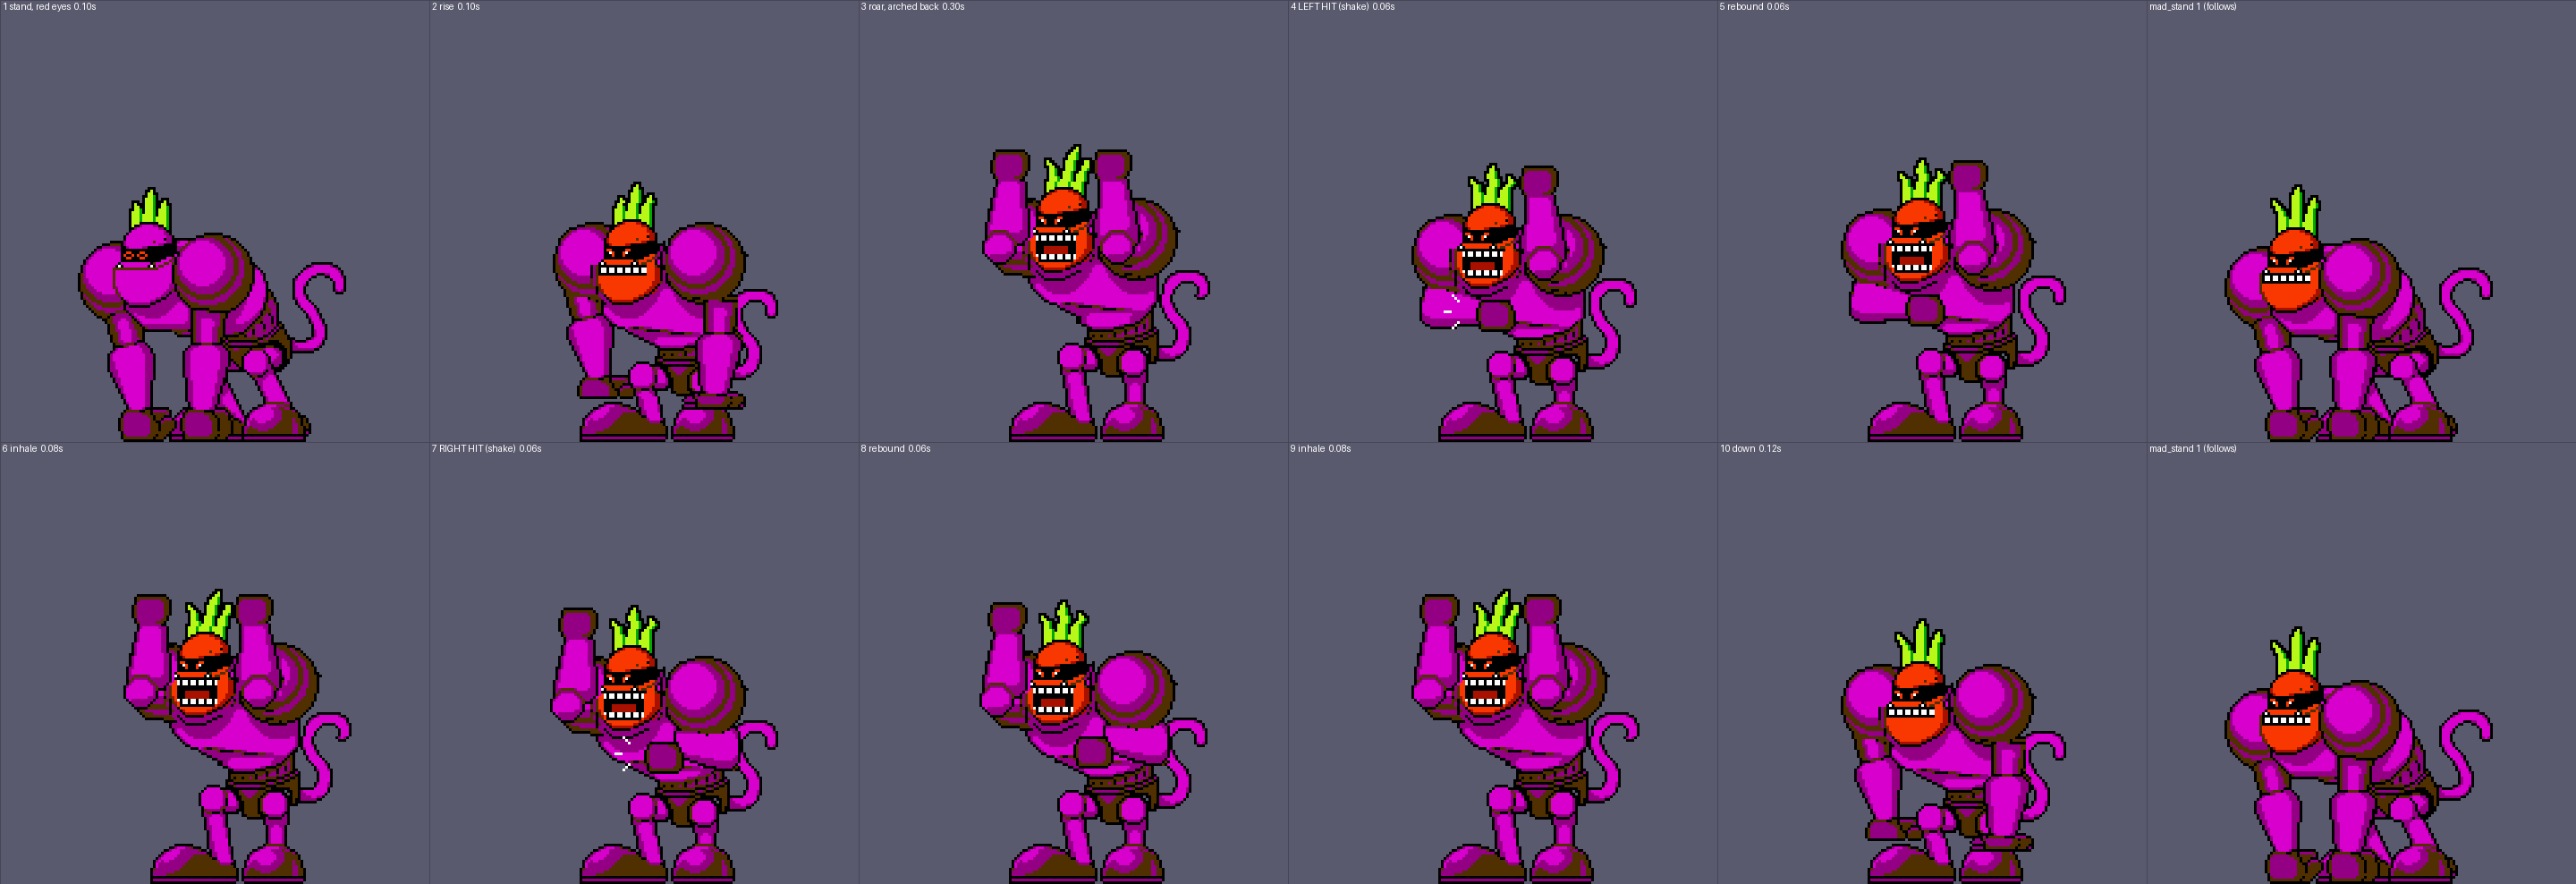 1 stand, red eyes 0.10s
2 rise 0.10s
3 roar, arched back 0.30s
4 LEFT HIT (shake) 0.06s
5 rebound 0.06s
mad_stand 1 (follows)
6 inhale 0.08s
7 RIGHT HIT (shake) 0.06s
8 rebound 0.06s
9 inhale 0.08s
10 down 0.12s
mad_stand 1 (follows)